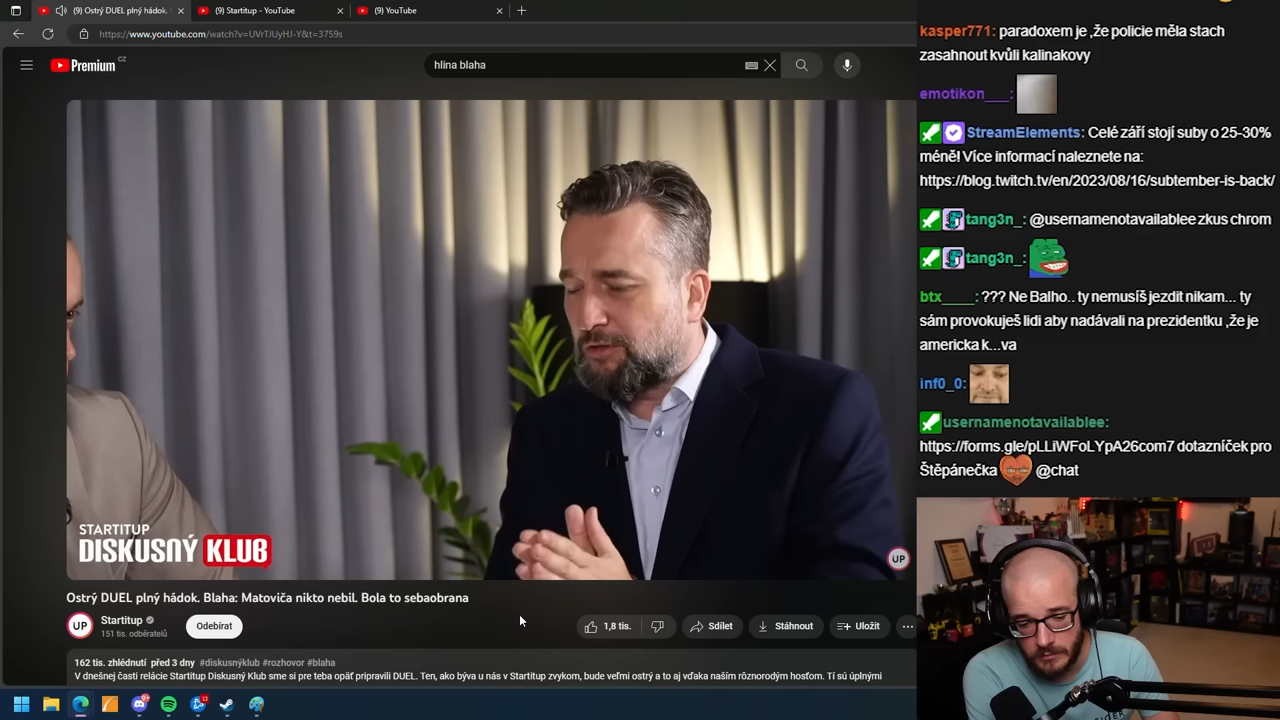 (9) Ostrý DUEL plný hádok.
(9) Startitup - YouTube
(9) YouTube
https://www.youtube.com/watch?v=UVrTJUyHJ-Y&t=3759s
Premium CZ
hlina blaha
STARTITUP
DISKUSNÝ KLUB
UP
Ostrý DUEL plný hádok. Blaha: Matoviča nikto nebil. Bola to sebaobrana
UP
Startitup
151 tis. odběratelů
Odebírat
1,8 tis.
Sdílet
Stáhnout
Uložit
162 tis. zhlédnutí před 3 dny #diskusnýklub #rozhovor #blaha
V dnešnej časti relácie Startitup Diskusný Klub sme si pre teba opäť pripravili DUEL. Ten, ako býva u nás v Startitup zvykom, bude veľmi ostrý a to aj vďaka naším rôznorodým hosťom. Tí sú úplnými
kasper771: paradoxem je ,že policie měla stach
zasahnout kvůli kalinakovy
emotikon___:
StreamElements: Celé září stojí suby o 25-30%
méně! Více informací naleznete na:
https://blog.twitch.tv/en/2023/08/16/subtember-is-back/
tang3n_: @usernamenotavailablee zkus chrom
tang3n_:
btx____: ??? Ne Balho.. ty nemusíš jezdit nikam... ty
sám provokuješ lidi aby nadávali na prezidentku ,že je
americka k...va
inf0_0:
usernamenotavailablee:
https://forms.gle/pLLiWFoLYpA26com7 dotazníček pro
Štěpánečka @chat